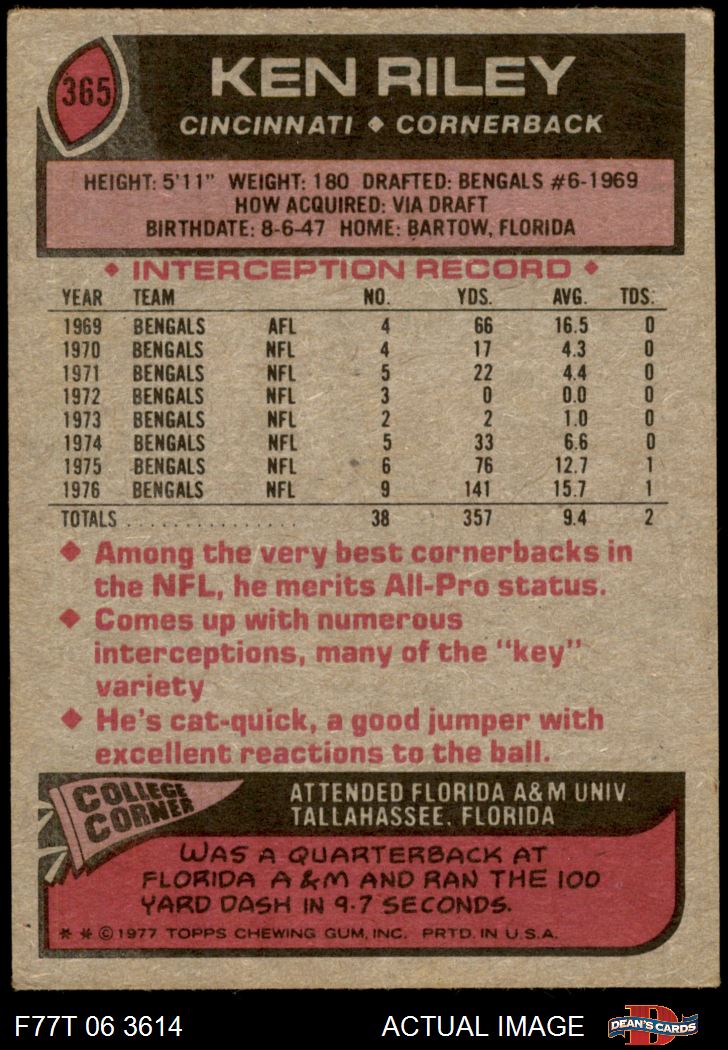 365
KEN RILEY
CINCINNATI ◆ CORNERBACK
HEIGHT: 5'11" WEIGHT: 180 DRAFTED: BENGALS #6-1969
HOW ACQUIRED: VIA DRAFT
BIRTHDATE: 8-6-47 HOME: BARTOW, FLORIDA
◆ INTERCEPTION RECORD ◆
YEAR TEAM NO. YDS. AVG. TDS.
1969 BENGALS AFL 4 66 16.5 0
1970 BENGALS NFL 4 17 4.3 0
1971 BENGALS NFL 5 22 4.4 0
1972 BENGALS NFL 3 0 0.0 0
1973 BENGALS NFL 2 2 1.0 0
1974 BENGALS NFL 5 33 6.6 0
1975 BENGALS NFL 6 76 12.7 1
1976 BENGALS NFL 9 141 15.7 1
TOTALS . . . . . . . . . . . . . . . . 38 357 9.4 2
◆ Among the very best cornerbacks in
the NFL, he merits All-Pro status.
◆ Comes up with numerous
interceptions, many of the "key"
variety
◆ He's cat-quick, a good jumper with
excellent reactions to the ball.
COLLEGE
CORNER
ATTENDED FLORIDA A&M UNIV.
TALLAHASSEE, FLORIDA
WAS A QUARTERBACK AT
FLORIDA A &M AND RAN THE 100
YARD DASH IN 9.7 SECONDS.
* * © 1977 TOPPS CHEWING GUM, INC. PRTD. IN U.S.A.
F77T 06 3614 ACTUAL IMAGE
D
DEAN'S CARDS